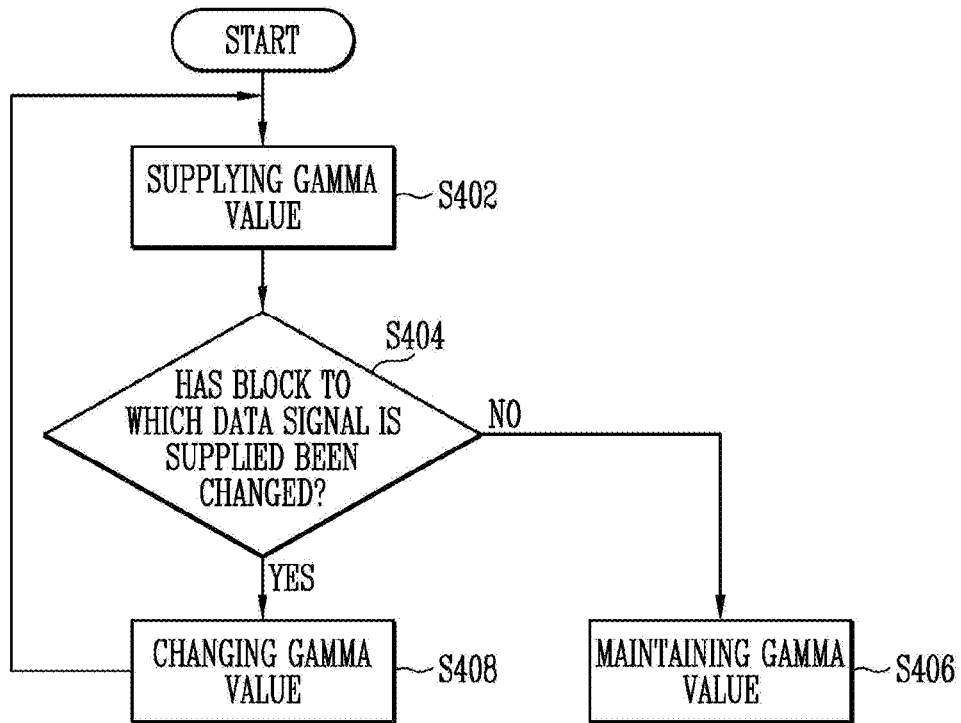 START
SUPPLYING GAMMA
VALUE
S402
S404
HAS BLOCK TO
WHICH DATA SIGNAL IS
SUPPLIED BEEN
CHANGED?
NO
YES
CHANGING GAMMA
VALUE
S408
MAINTAINING GAMMA
VALUE
S406